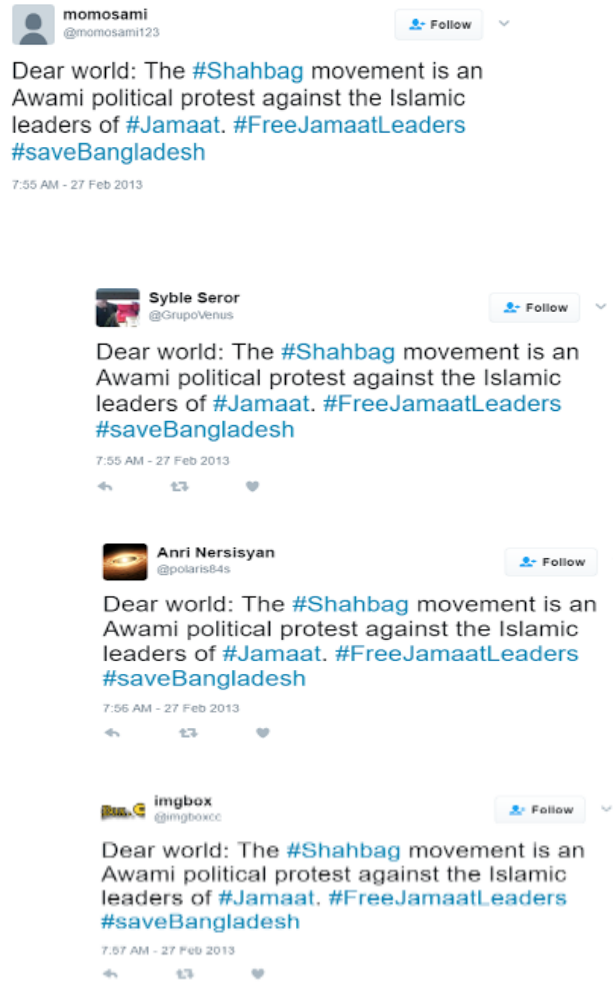 momosami
@momosami123
Follow
Dear world: The #Shahbag movement is an
Awami political protest against the Islamic
leaders of #Jamaat. #FreeJamaatLeaders
#saveBangladesh
7:55 AM - 27 Feb 2013
Syble Seror
@GrupoVenus
Follow
Dear world: The #Shahbag movement is an
Awami political protest against the Islamic
leaders of #Jamaat. #FreeJamaatLeaders
#saveBangladesh
7:55 AM - 27 Feb 2013
Anri Nersisyan
@polaris84s
Follow
Dear world: The #Shahbag movement is an
Awami political protest against the Islamic
leaders of #Jamaat. #FreeJamaatLeaders
#saveBangladesh
7:56 AM - 27 Feb 2013
imgbox
@imgboxcc
Follow
Dear world: The #Shahbag movement is an
Awami political protest against the Islamic
leaders of #Jamaat. #FreeJamaatLeaders
#saveBangladesh
7:57 AM - 27 Feb 2013